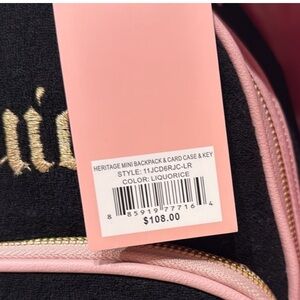 HERITAGE MINI BACKPACK & CARD CASE & KEY
STYLE: 11JCD6RJC-LR
COLOR: LIQUORICE
8 85919 77716 4
$108.00